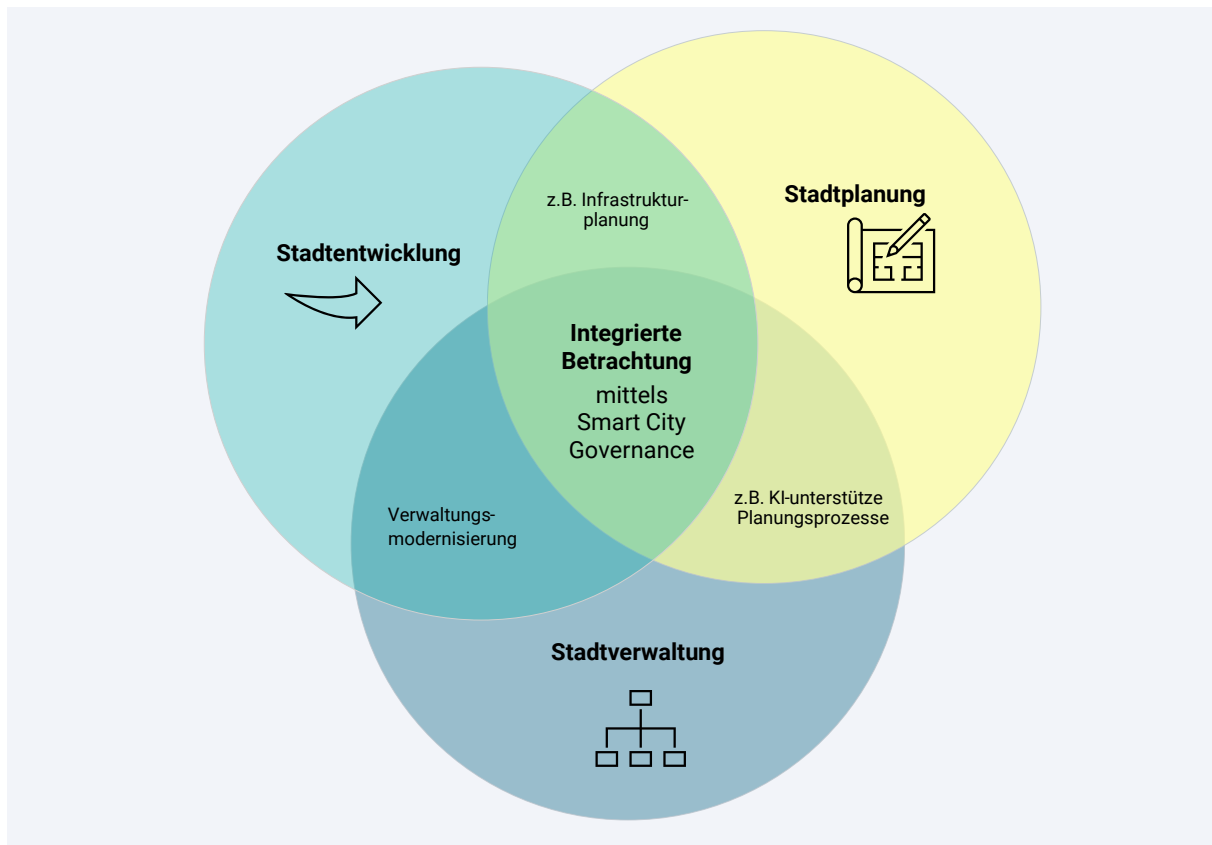 Stadtplanung
z.B. Infrastruktur-
planung
Stadtentwicklung
Integrierte
Betrachtung
mittels
Smart City
Governance
z.B. KI-unterstütze
Planungsprozesse
Verwaltungs-
modernisierung
Stadtverwaltung